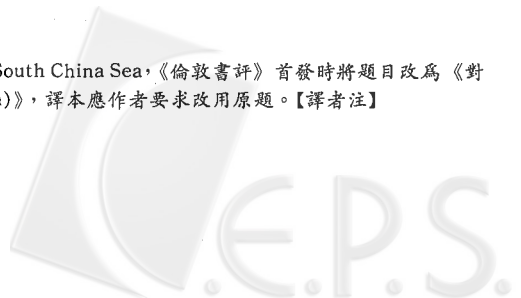 South China Sea,《倫敦書評》首發時將題目改為《對
)》，譯本應作者要求改用原題。【譯者注】
C.E.P.S.